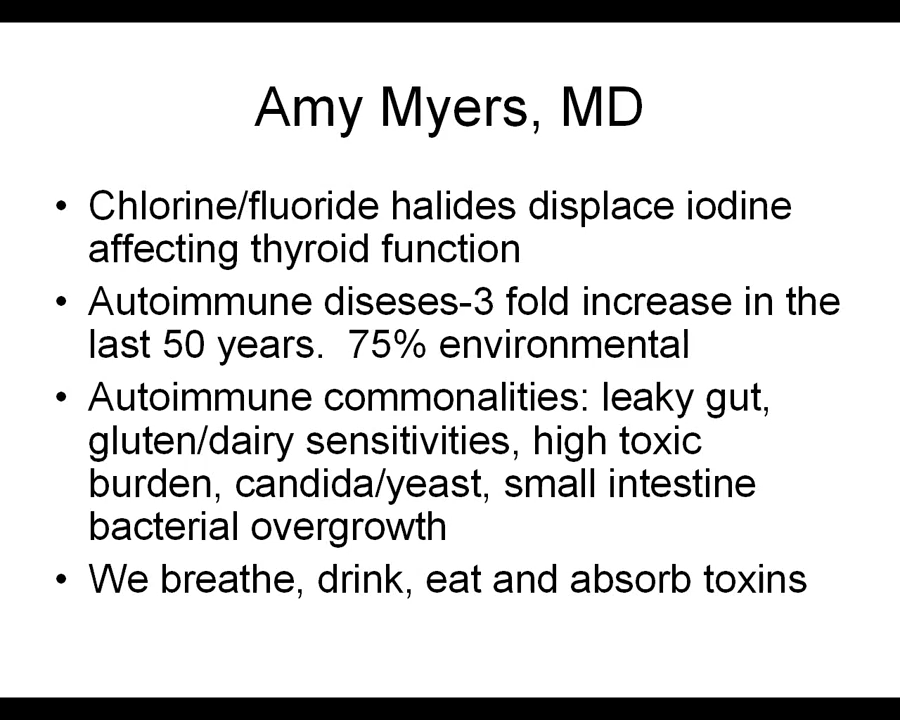 Amy Myers, MD
• Chlorine/fluoride halides displace iodine
affecting thyroid function
• Autoimmune diseses-3 fold increase in the
last 50 years.  75% environmental
• Autoimmune commonalities: leaky gut,
gluten/dairy sensitivities, high toxic
burden, candida/yeast, small intestine
bacterial overgrowth
• We breathe, drink, eat and absorb toxins